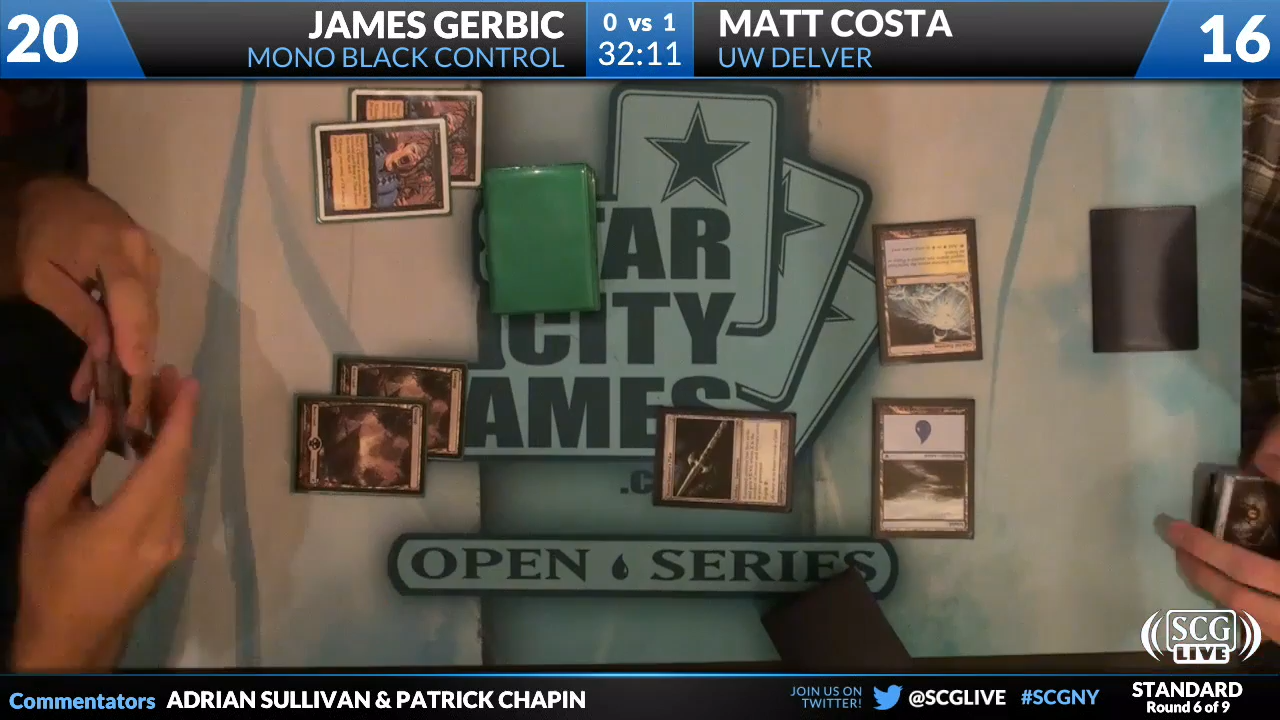 20
JAMES GERBIC
MONO BLACK CONTROL
0 vs 1
32:11
MATT COSTA
UW DELVER
16
STAR
CITY
GAMES
.C
OPEN SERIES
SCG
LIVE
Commentators ADRIAN SULLIVAN & PATRICK CHAPIN
JOIN US ON
TWITTER!
@SCGLIVE #SCGNY
STANDARD
Round 6 of 9